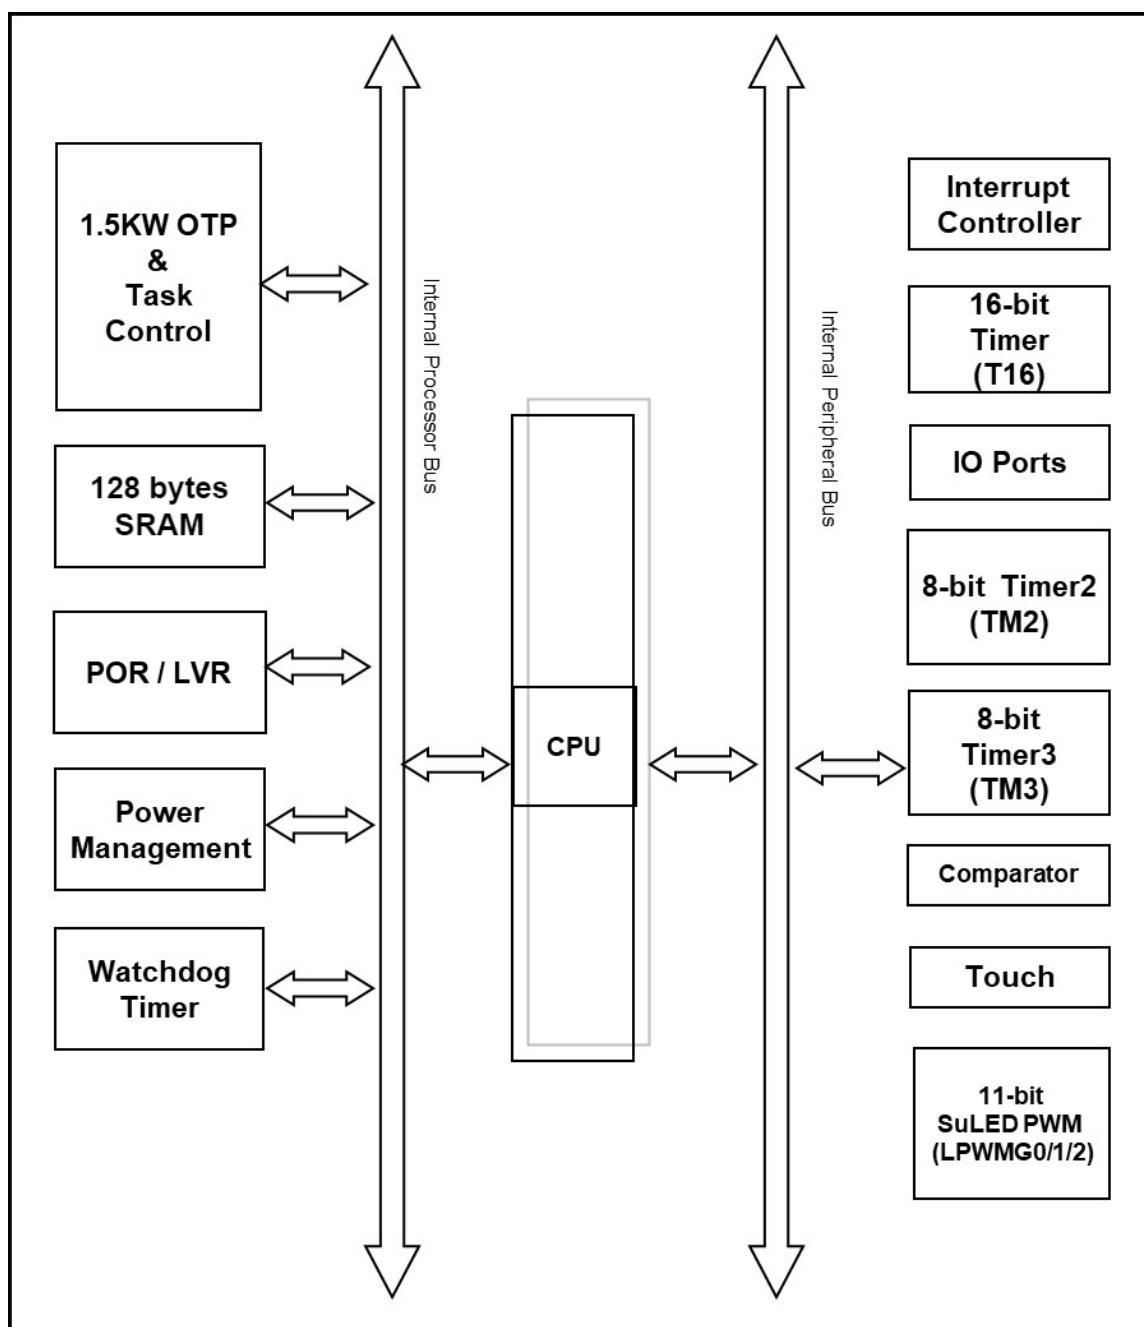 1.5KW OTP
&
Task
Control
128 bytes
SRAM
POR / LVR
Power
Management
Watchdog
Timer
Internal Processor Bus
CPU
Internal Peripheral Bus
Interrupt
Controller
16-bit
Timer
(T16)
IO Ports
8-bit Timer2
(TM2)
8-bit
Timer3
(TM3)
Comparator
Touch
11-bit
SuLED PWM
(LPWMG0/1/2)